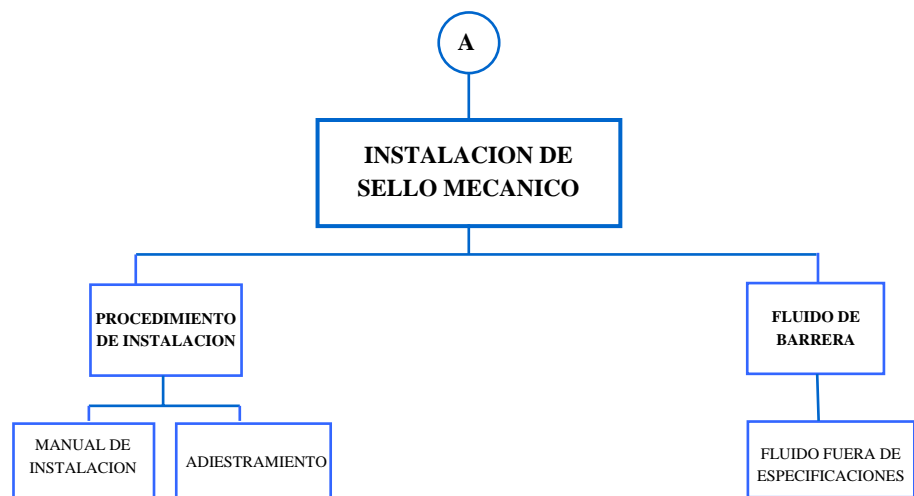 A
INSTALACION DE
SELLO MECANICO
PROCEDIMIENTO
DE INSTALACION
FLUIDO DE
BARRERA
MANUAL DE
INSTALACION
ADIESTRAMIENTO
FLUIDO FUERA DE
ESPECIFICACIONES